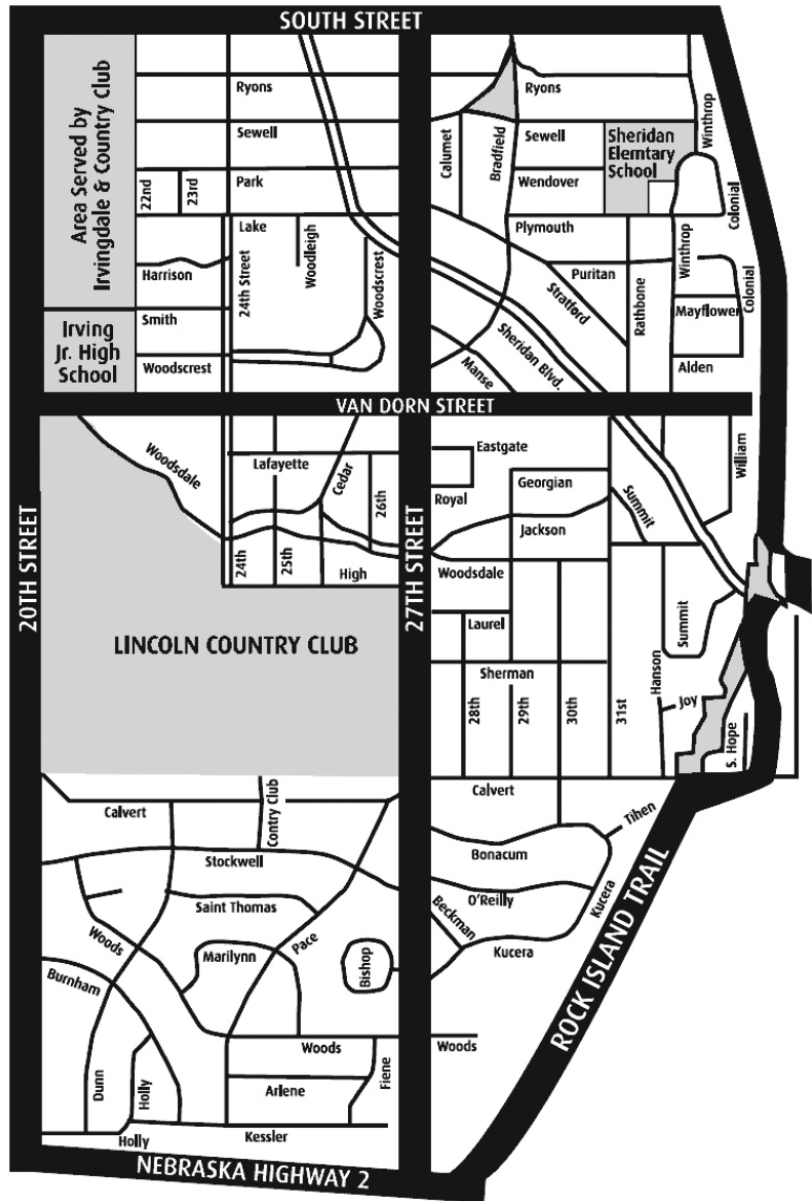 SOUTH STREET
Area Served by
Irvingdale & Country Club
Ryons
Ryons
Sewell
Sewell
Sheridan
Elemtary
School
Winthrop
Calumet
Bradfield
22nd
23rd
Park
Wendover
Colonial
Lake
Plymouth
Harrison
24th Street
Woodleigh
Woodscrest
Puritan
Stratford
Rathbone
Winthrop
Colonial
Irving
Jr. High
School
Smith
Mayflower
Woodscrest
Sheridan Blvd.
Manse
Alden
VAN DORN STREET
Woodsdale
Lafayette
Cedar
26th
Eastgate
Royal
Georgian
Summit
William
Jackson
20TH STREET
27TH STREET
24th
25th
High
Woodsdale
Laurel
Summit
LINCOLN COUNTRY CLUB
Sherman
28th
29th
30th
31st
Hanson
Joy
S. Hope
Calvert
Contry Club
Calvert
Tihen
Stockwell
Bonacum
Saint Thomas
O'Reilly
Beckman
Kucera
Kucera
Woods
Marilynn
Pace
Bishop
Burnham
ROCK ISLAND TRAIL
Woods
Woods
Dunn
Holly
Arlene
Fiene
Holly
Kessler
NEBRASKA HIGHWAY 2